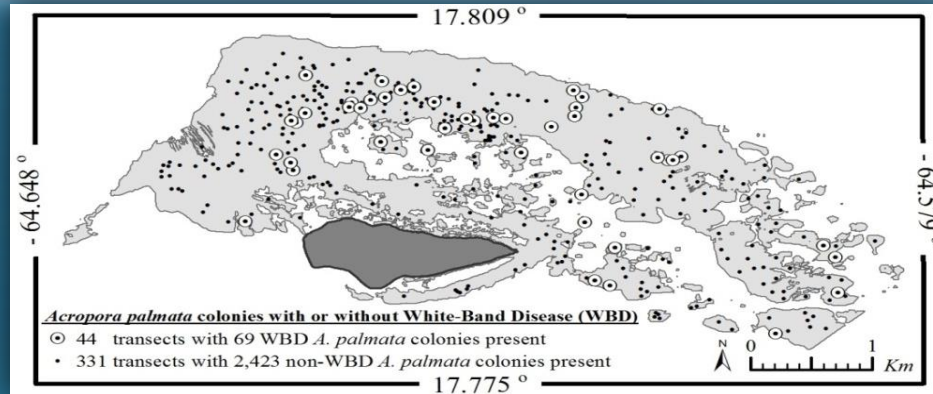 17.809 °
- 64.648 °
- 64.579 °
Acropora palmata colonies with or without White-Band Disease (WBD)
44 transects with 69 WBD A. palmata colonies present
331 transects with 2,423 non-WBD A. palmata colonies present
N
0 1
Km
17.775 °